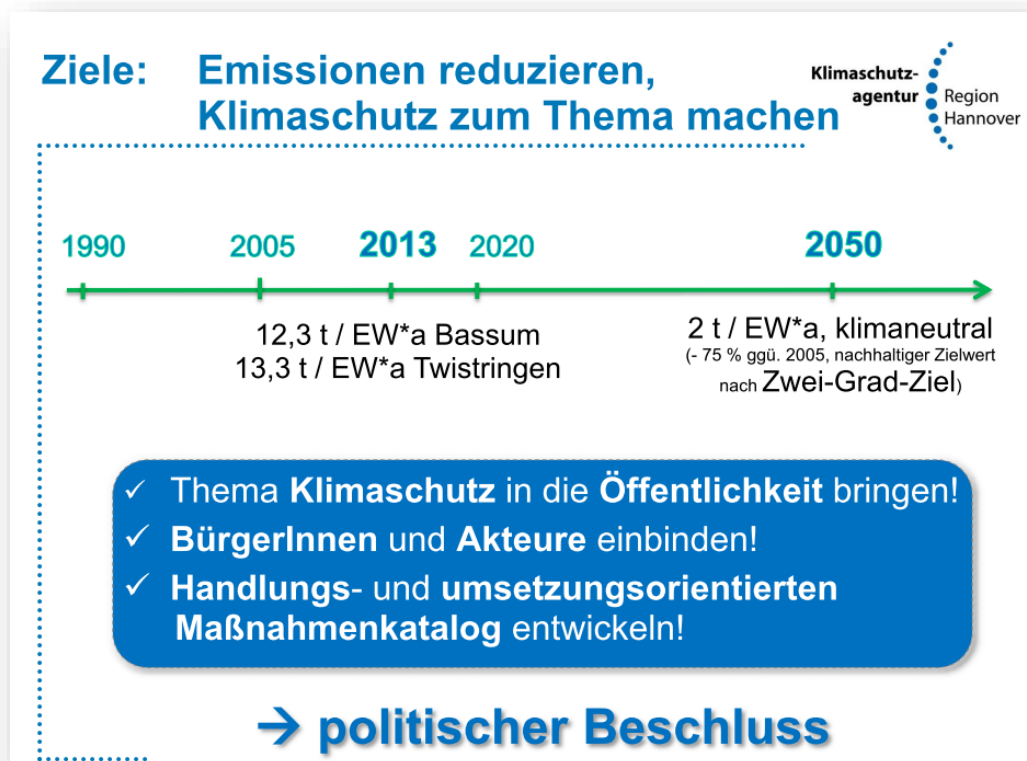 Ziele: Emissionen reduzieren,
Klimaschutz zum Thema machen
Klimaschutz-
agentur
Region
Hannover
1990 2005 2013 2020 2050
12,3 t / EW*a Bassum
13,3 t / EW*a Twistringen
2 t / EW*a, klimaneutral
(- 75 % ggü. 2005, nachhaltiger Zielwert
nach Zwei-Grad-Ziel)
✓ Thema Klimaschutz in die Öffentlichkeit bringen!
✓ BürgerInnen und Akteure einbinden!
✓ Handlungs- und umsetzungsorientierten
Maßnahmenkatalog entwickeln!
→ politischer Beschluss